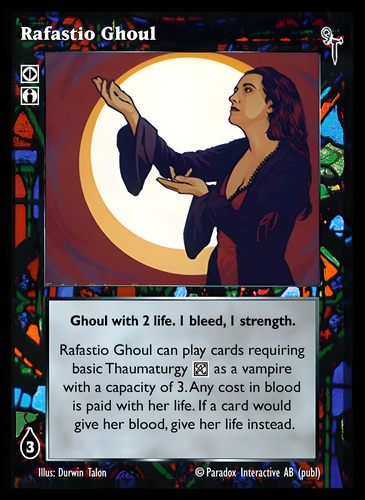 Rafastio Ghoul
Ghoul with 2 life. 1 bleed, 1 strength.
Rafastio Ghoul can play cards requiring
basic Thaumaturgy as a vampire
with a capacity of 3. Any cost in blood
is paid with her life. If a card would
give her blood, give her life instead.
3
Illus: Durwin Talon © Paradox Interactive AB (publ)